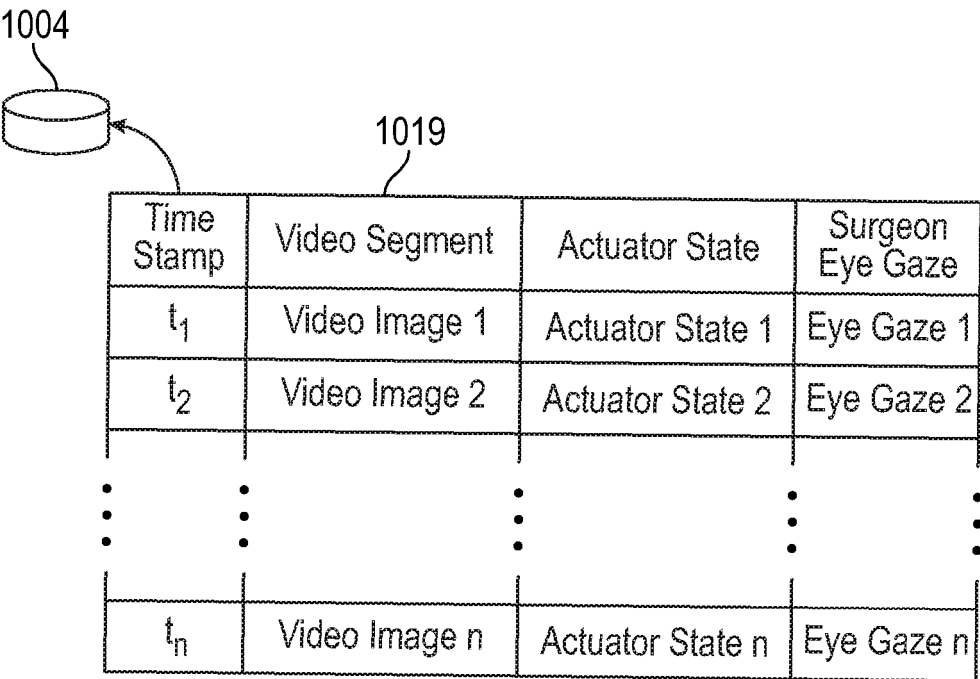 1004
1019
Time
Stamp
Video Segment
Actuator State
Surgeon
Eye Gaze
t1
Video Image 1
Actuator State 1
Eye Gaze 1
t2
Video Image 2
Actuator State 2
Eye Gaze 2
tn
Video Image n
Actuator State n
Eye Gaze n